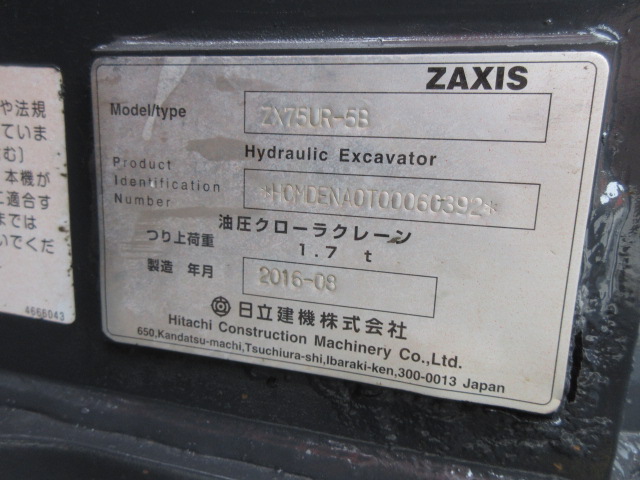 ZAXIS
Model/type ZX75UR-5B
Hydraulic Excavator
Product Identification Number *HCMDENA0T00060392*
油圧クローラクレーン
つり上荷重 1.7 t
製造 年月 2016-08
日立建機株式会社
Hitachi Construction Machinery Co.,Ltd.
650,Kandatsu-machi,Tsuchiura-shi,Ibaraki-ken,300-0013 Japan
や法規
ていま
む)
本機が
に適合す
までは
いでくだ
4666043